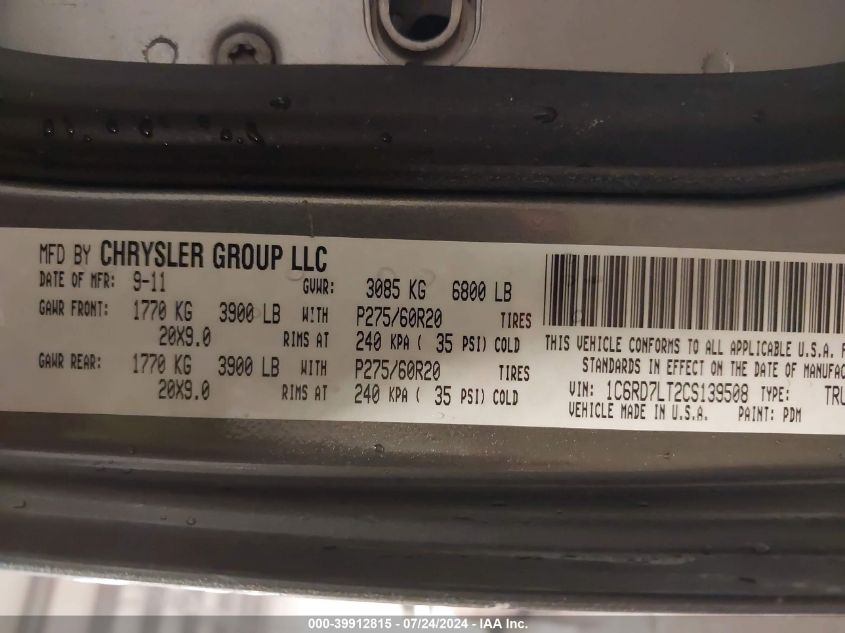 MFD BY CHRYSLER GROUP LLC
DATE OF MFR: 9-11 GVWR: 3085 KG 6800 LB
GAWR FRONT: 1770 KG 3900 LB WITH P275/60R20 TIRES
20X9.0 RIMS AT 240 KPA ( 35 PSI) COLD
GAWR REAR: 1770 KG 3900 LB WITH P275/60R20 TIRES
20X9.0 RIMS AT 240 KPA ( 35 PSI) COLD
THIS VEHICLE CONFORMS TO ALL APPLICABLE U.S.A. F
STANDARDS IN EFFECT ON THE DATE OF MANUFAC
VIN: 1C6RD7LT2CS139508 TYPE: TRU
VEHICLE MADE IN U.S.A. PAINT: PDM
000-39912815 / 07/24/2024 - IAA Inc.